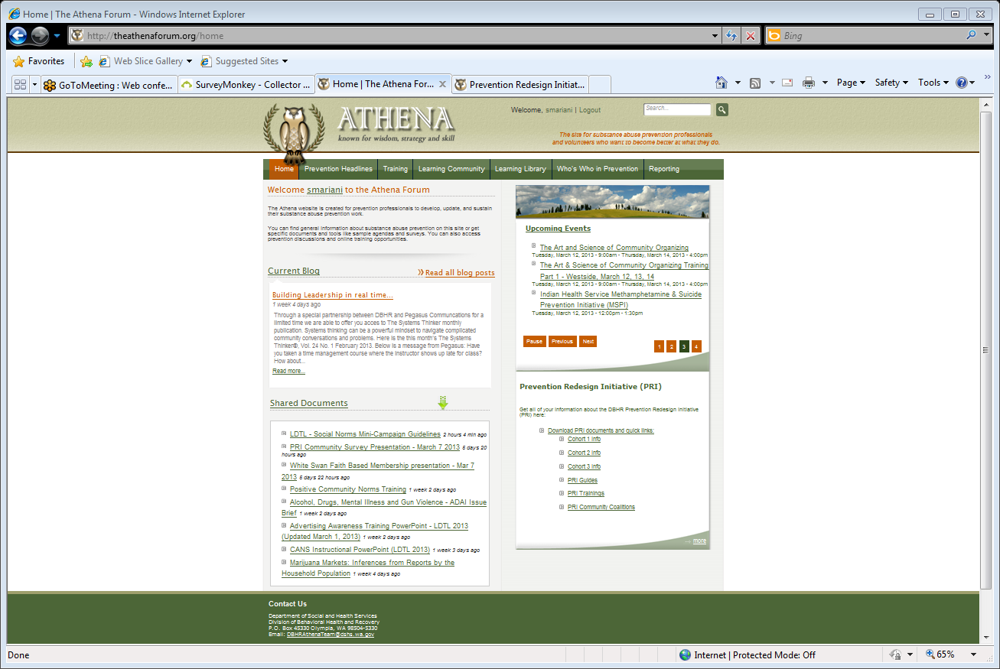 Home | The Athena Forum - Windows Internet Explorer
http://theathenaforum.org/home
Bing
Favorites
Web Slice Gallery
Suggested Sites
GoToMeeting : Web confe...
SurveyMonkey - Collector ...
Home | The Athena For...
Prevention Redesign Initiat...
Page
Safety
Tools
ATHENA
known for wisdom, strategy and skill
Welcome, smariani | Logout
Search...
The site for substance abuse prevention professionals
and volunteers who want to become better at what they do.
Home
Prevention Headlines
Training
Learning Community
Learning Library
Who's Who in Prevention
Reporting
Welcome smariani to the Athena Forum
The Athena website is created for prevention professionals to develop, update, and sustain
their substance abuse prevention work.
You can find general information about substance abuse prevention on this site or get
specific documents and tools like sample agendas and surveys. You can also access
prevention discussions and online training opportunities.
Current Blog
Read all blog posts
Building Leadership in real time...
1 week 4 days ago
Through a special partnership between DBHR and Pegasus Communcations for a
limited time we are able to offer you acces to The Systems Thinker monthly
publication. Systems thinking can be a powerful mindset to navigate complicated
community conversations and problems. Here is the this month's The Systems
Thinker®, Vol. 24 No. 1 February 2013. Below is a message from Pegasus: Have
you taken a time management course where the instructor shows up late for class?
How about...
Read more...
Shared Documents
LDTL - Social Norms Mini-Campaign Guidelines 2 hours 4 min ago
PRI Community Survey Presentation - March 7 2013 5 days 20
hours ago
White Swan Faith Based Membership presentation - Mar 7
2013 5 days 22 hours ago
Positive Community Norms Training 1 week 2 days ago
Alcohol, Drugs, Mental Illness and Gun Violence - ADAI Issue
Brief 1 week 2 days ago
Advertising Awareness Training PowerPoint - LDTL 2013
(Updated March 1, 2013) 1 week 2 days ago
CANS Instructional PowerPoint (LDTL 2013) 1 week 3 days ago
Marijuana Markets: Inferences from Reports by the
Household Population 1 week 4 days ago
Upcoming Events
The Art and Science of Community Organizing
Tuesday, March 12, 2013 - 9:00am - Thursday, March 14, 2013 - 4:00pm
The Art & Science of Community Organizing Training
Part 1 - Westside, March 12, 13, 14
Tuesday, March 12, 2013 - 9:00am - Thursday, March 14, 2013 - 4:00pm
Indian Health Service Methamphetamine & Suicide
Prevention Initiative (MSPI)
Tuesday, March 12, 2013 - 12:00pm - 1:30pm
Pause
Previous
Next
1
2
3
4
Prevention Redesign Initiative (PRI)
Get all of your information about the DBHR Prevention Redesign Initiative
(PRI) here:
Download PRI documents and quick links:
Cohort 1 info
Cohort 2 info
Cohort 3 info
PRI Guides
PRI Trainings
PRI Community Coalitions
... more
Contact Us
Department of Social and Health Services
Division of Behavioral Health and Recovery
P.O. Box 45330 Olympia, WA 98504-5330
Email: DBHRAthenaTeam@dshs.wa.gov
Done
Internet | Protected Mode: Off
65%